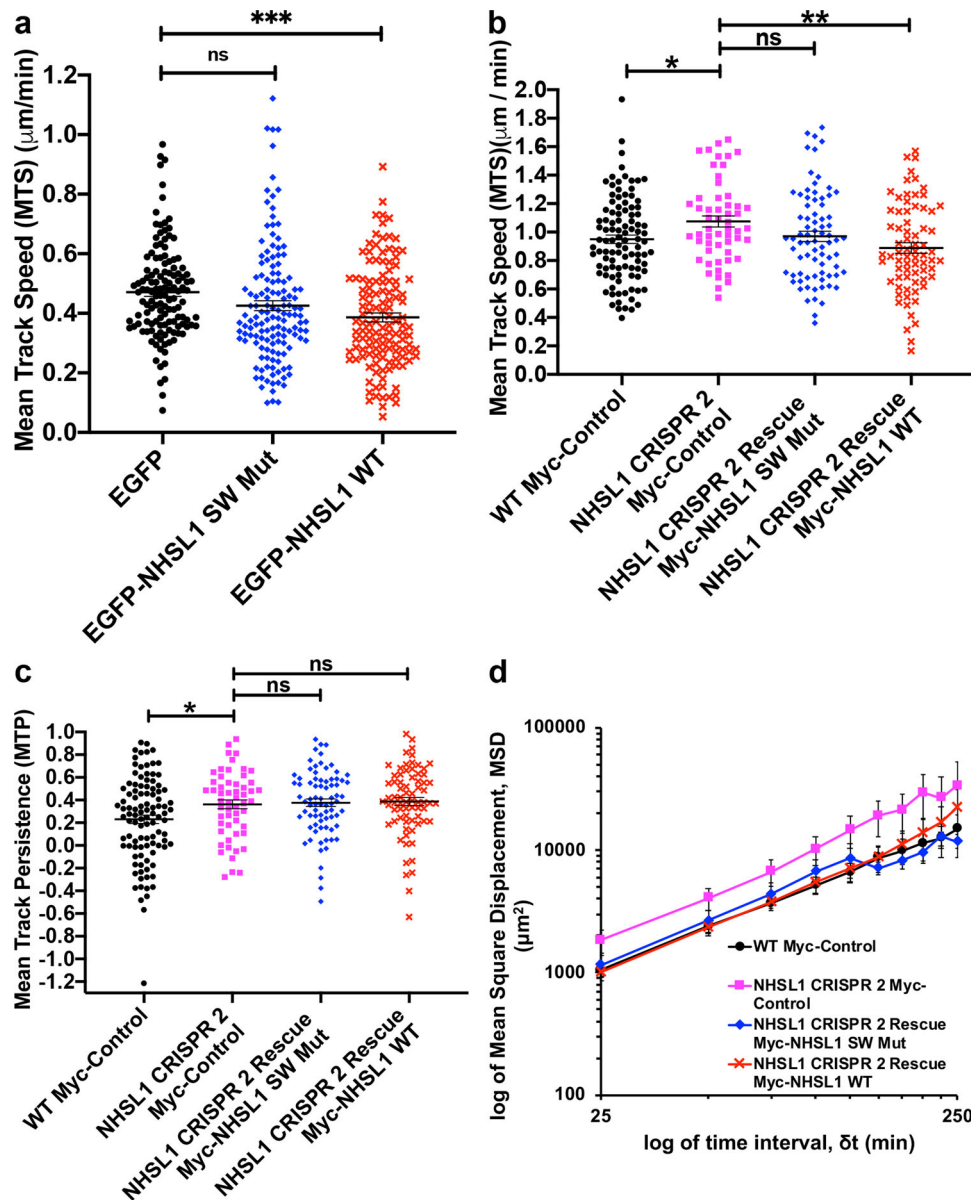 a
***
ns
Mean Track Speed (MTS) (μm/min)
1.2
1.0
0.8
0.6
0.4
0.2
0.0
EGFP
EGFP-NHSL1 SW Mut
EGFP-NHSL1 WT
b
**
ns
*
Mean Track Speed (MTS)(μm / min)
2.0
1.8
1.6
1.4
1.2
1.0
0.8
0.6
0.4
0.2
0.0
WT Myc-Control
NHSL1 CRISPR 2
Myc-Control
NHSL1 CRISPR 2 Rescue
Myc-NHSL1 SW Mut
NHSL1 CRISPR 2 Rescue
Myc-NHSL1 WT
c
ns
ns
*
Mean Track Persistence (MTP)
1.0
0.8
0.6
0.4
0.2
0.0
-0.2
-0.4
-0.6
-0.8
-1.0
-1.2
WT Myc-Control
NHSL1 CRISPR 2
Myc-Control
NHSL1 CRISPR 2 Rescue
Myc-NHSL1 SW Mut
NHSL1 CRISPR 2 Rescue
Myc-NHSL1 WT
d
log of Mean Square Displacement, MSD
(μm²)
100000
10000
1000
100
WT Myc-Control
NHSL1 CRISPR 2 Myc-
Control
NHSL1 CRISPR 2 Rescue
Myc-NHSL1 SW Mut
NHSL1 CRISPR 2 Rescue
Myc-NHSL1 WT
25
250
log of time interval, δt (min)